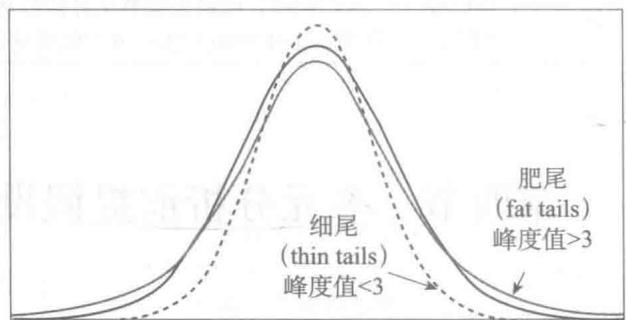 细尾
(thin tails)
峰度值<3
肥尾
(fat tails)
峰度值>3